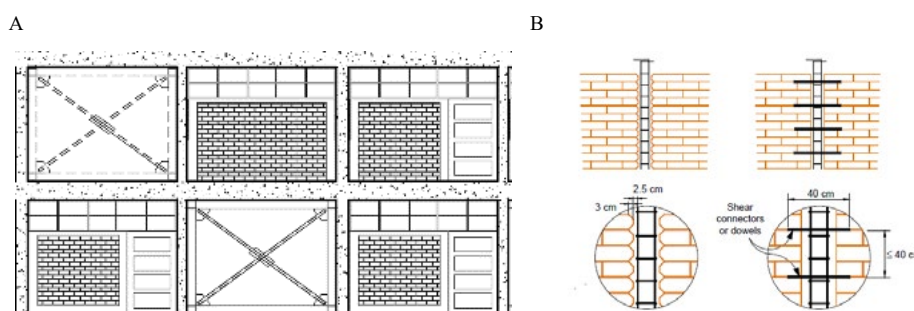 A
B
2.5 cm
40 cm
3 cm
Shear
connectors
or dowels
≤ 40 c